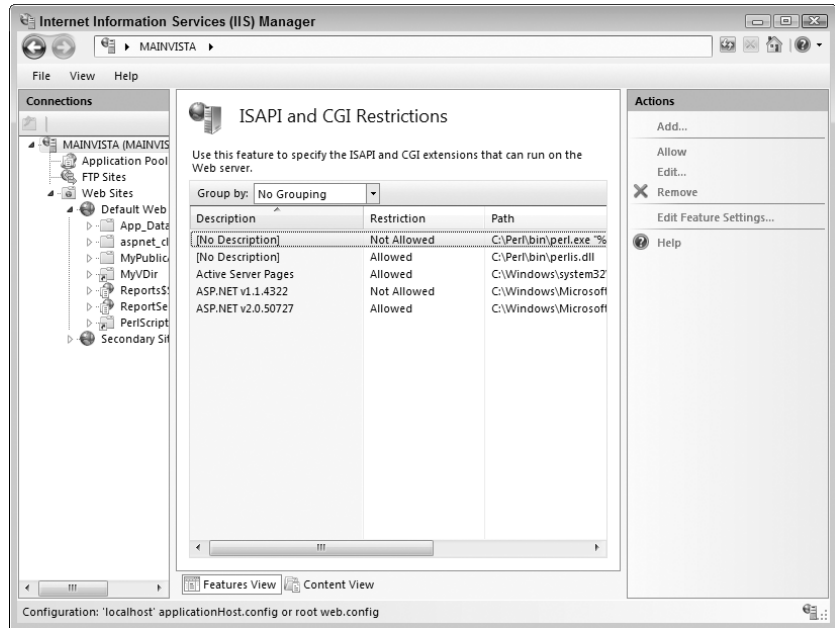 Internet Information Services (IIS) Manager
MAINVISTA
File View Help
Connections
MAINVISTA (MAINVIS
Application Pool
FTP Sites
Web Sites
Default Web
App_Data
aspnet_cl
MyPublic
MyVDir
Reports$
ReportSe
PerlScript
Secondary Sit
ISAPI and CGI Restrictions
Use this feature to specify the ISAPI and CGI extensions that can run on the
Web server.
Group by: No Grouping
Description Restriction Path
[No Description] Not Allowed C:\Perl\bin\perl.exe "%
[No Description] Allowed C:\Perl\bin\perlis.dll
Active Server Pages Allowed C:\Windows\system32
ASP.NET v1.1.4322 Not Allowed C:\Windows\Microsoft
ASP.NET v2.0.50727 Allowed C:\Windows\Microsoft
Features View Content View
Actions
Add...
Allow
Edit...
Remove
Edit Feature Settings...
Help
Configuration: 'localhost' applicationHost.config or root web.config